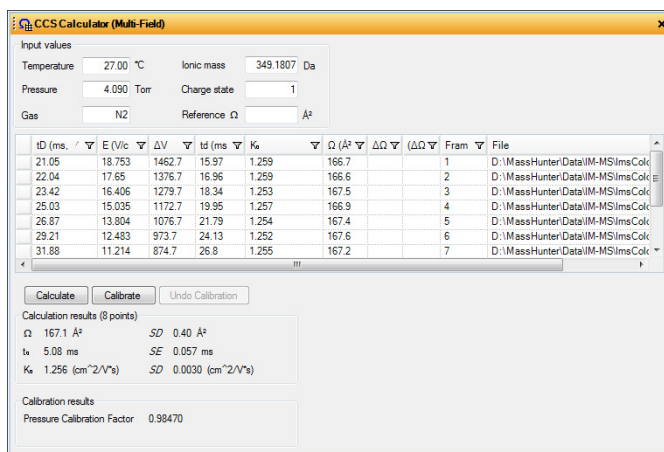 CCS Calculator (Multi-Field)
Input values
Temperature 27.00 °C Ionic mass 349.1807 Da
Pressure 4.090 Torr Charge state 1
Gas N2 Reference Ω Å²
tD (ms, E (V/c ΔV td (ms K₀ Ω (Å² ΔΩ (ΔΩ Fram File
21.05 18.753 1462.7 15.97 1.259 166.7 1 D:\MassHunter\Data\IM-MS\ImsColc
22.04 17.65 1376.7 16.96 1.259 166.6 2 D:\MassHunter\Data\IM-MS\ImsColc
23.42 16.406 1279.7 18.34 1.253 167.5 3 D:\MassHunter\Data\IM-MS\ImsColc
25.03 15.035 1172.7 19.95 1.257 166.9 4 D:\MassHunter\Data\IM-MS\ImsColc
26.87 13.804 1076.7 21.79 1.254 167.4 5 D:\MassHunter\Data\IM-MS\ImsColc
29.21 12.483 973.7 24.13 1.252 167.6 6 D:\MassHunter\Data\IM-MS\ImsColc
31.88 11.214 874.7 26.8 1.255 167.2 7 D:\MassHunter\Data\IM-MS\ImsColc
Calculate Calibrate Undo Calibration
Calculation results (8 points)
Ω 167.1 Å² SD 0.40 Å²
t₀ 5.08 ms SE 0.057 ms
K₀ 1.256 (cm^2/V*s) SD 0.0030 (cm^2/V*s)
Calibration results
Pressure Calibration Factor 0.98470